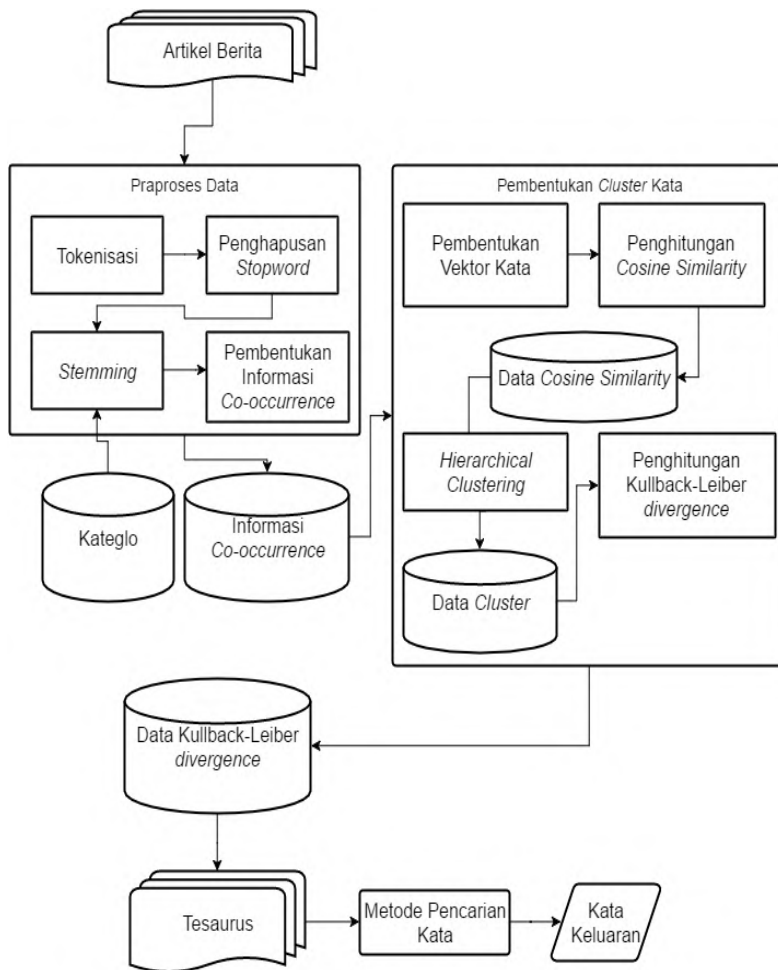 Artikel Berita
Praproses Data
Tokenisasi
Penghapusan
Stopword
Stemming
Pembentukan
Informasi
Co-occurrence
Kateglo
Informasi
Co-occurrence
Pembentukan Cluster Kata
Pembentukan
Vektor Kata
Penghitungan
Cosine Similarity
Data Cosine Similarity
Hierarchical
Clustering
Penghitungan
Kullback-Leiber
divergence
Data Cluster
Data Kullback-Leiber
divergence
Tesaurus
Metode Pencarian
Kata
Kata
Keluaran